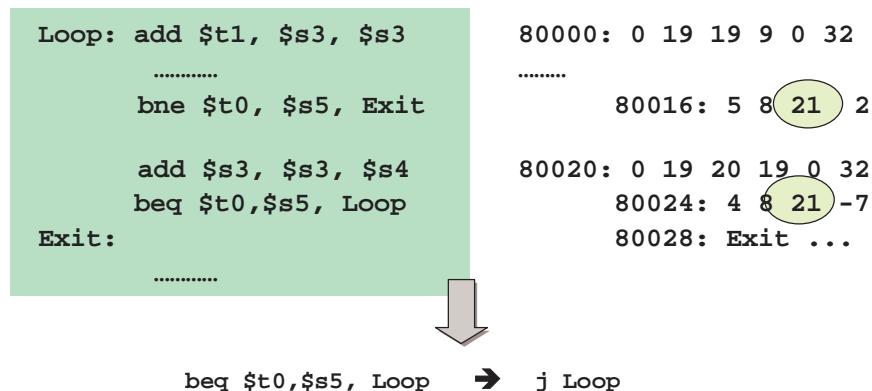 Loop: add $t1, $s3, $s3 80000: 0 19 19 9 0 32
………… ………
bne $t0, $s5, Exit 80016: 5 8 21 2
add $s3, $s3, $s4 80020: 0 19 20 19 0 32
beq $t0,$s5, Loop 80024: 4 8 21 -7
Exit: 80028: Exit ...
…………
beq $t0,$s5, Loop ➔ j Loop